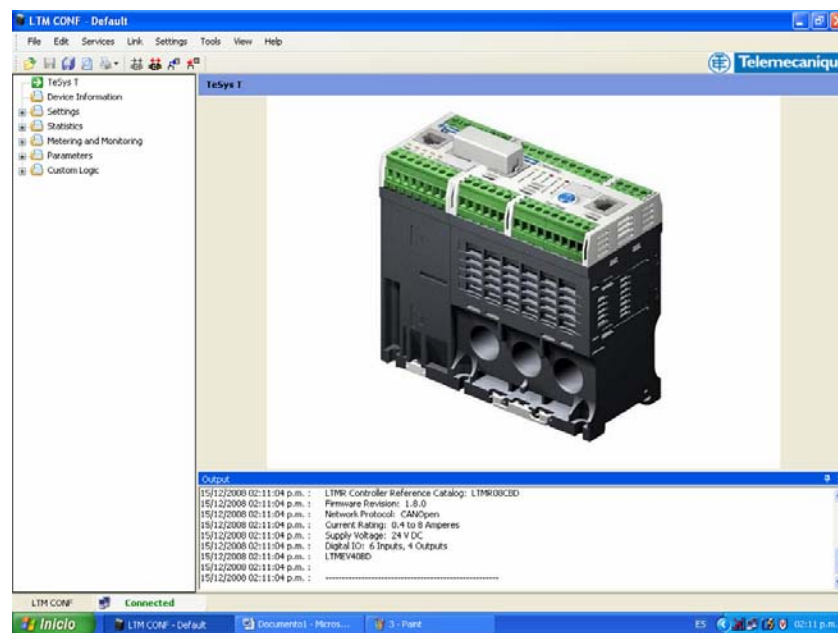 LTM CONF - Default
File Edit Services Link Settings Tools View Help
Telemecanique
TeSys T
Device Information
Settings
Statistics
Metering and Monitoring
Parameters
Custom Logic
TeSys T
Output
15/12/2008 02:11:04 p.m. : LTMR Controller Reference Catalog: LTMR08CBD
15/12/2008 02:11:04 p.m. : Firmware Revision: 1.8.0
15/12/2008 02:11:04 p.m. : Network Protocol: CANOpen
15/12/2008 02:11:04 p.m. : Current Rating: 0.4 to 8 Amperes
15/12/2008 02:11:04 p.m. : Supply Voltage: 24 V DC
15/12/2008 02:11:04 p.m. : Digital IO: 6 Inputs, 4 Outputs
15/12/2008 02:11:04 p.m. : LTMEV40BD
15/12/2008 02:11:04 p.m. :
15/12/2008 02:11:04 p.m. : ------------------------------------------------
LTM CONF Connected
Inicio LTM CONF - Default Documento1 - Micros... 3 - Paint ES 02:11 p.m.